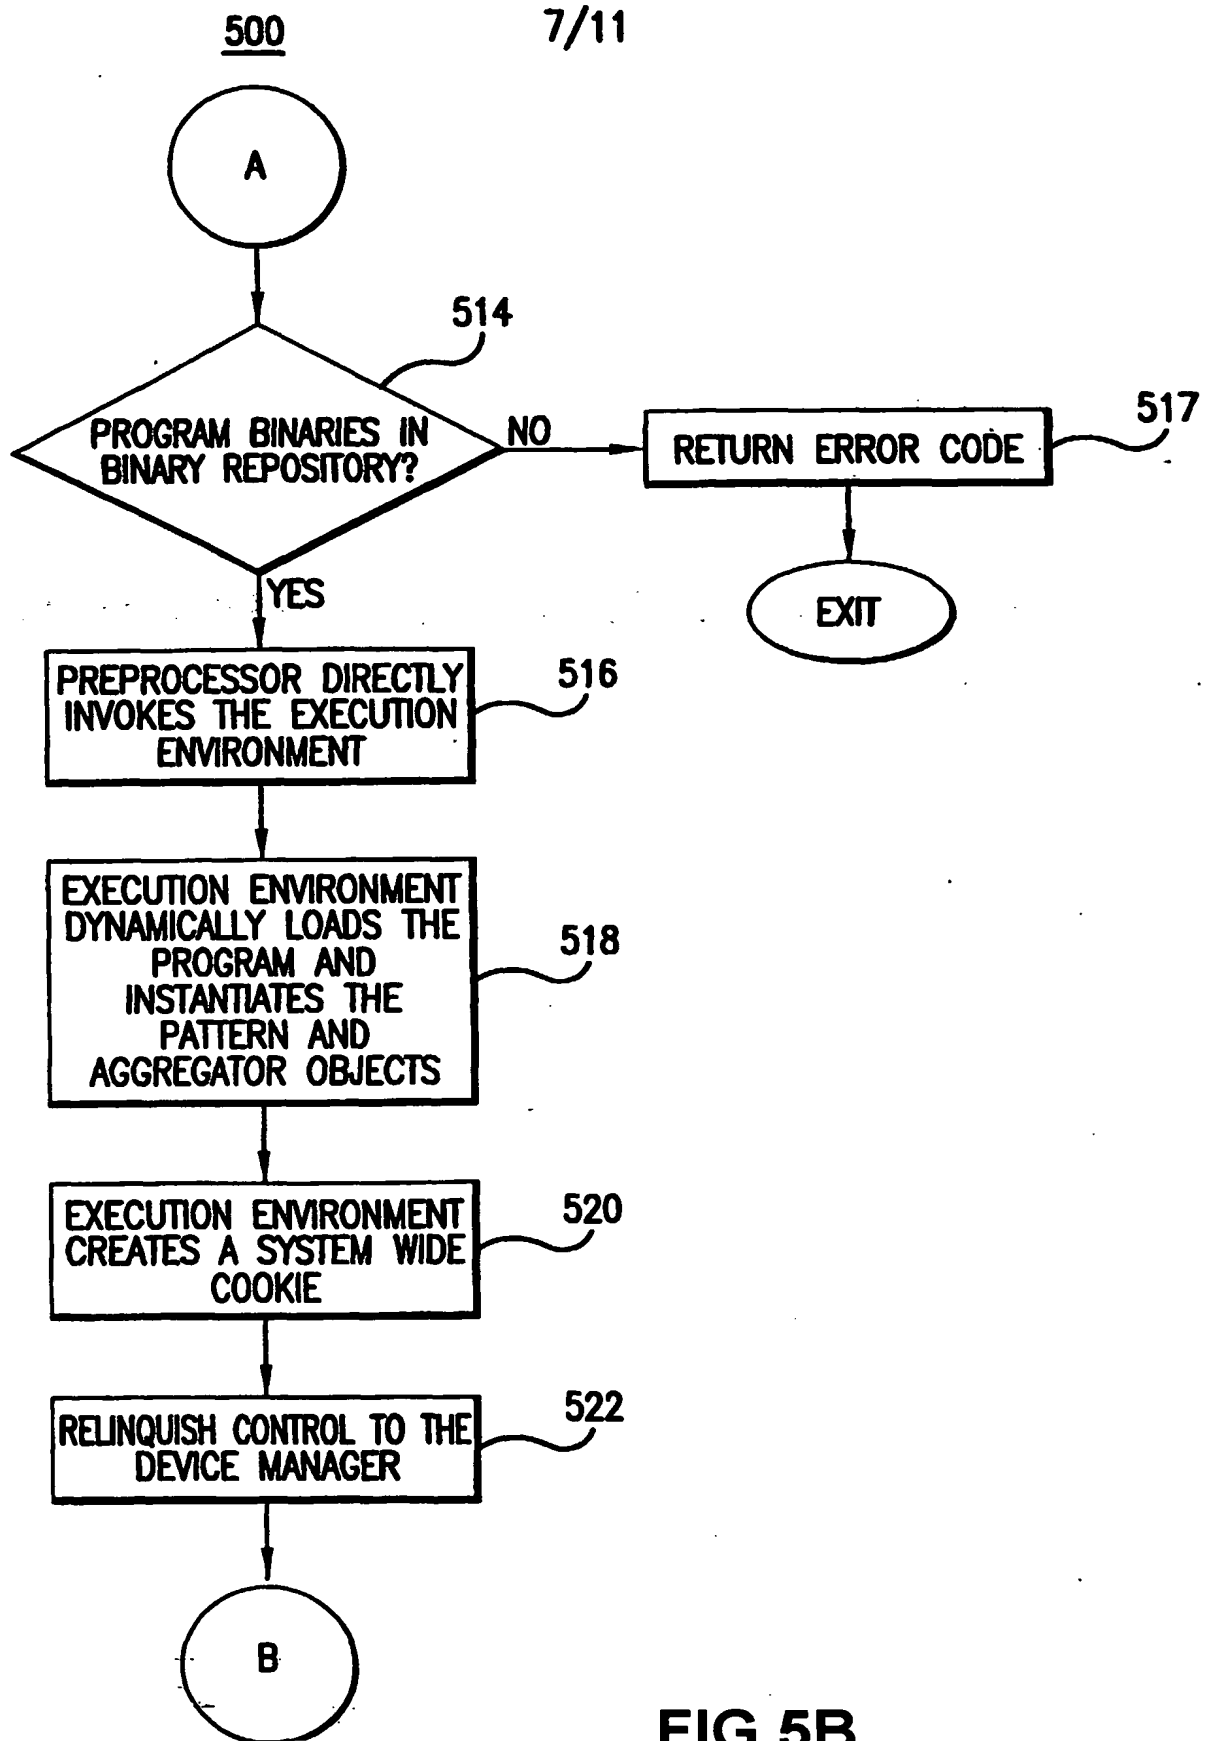 500
7/11
A
514
PROGRAM BINARIES IN
BINARY REPOSITORY?
NO
RETURN ERROR CODE
517
EXIT
YES
PREPROCESSOR DIRECTLY
INVOKES THE EXECUTION
ENVIRONMENT
516
EXECUTION ENVIRONMENT
DYNAMICALLY LOADS THE
PROGRAM AND
INSTANTIATES THE
PATTERN AND
AGGREGATOR OBJECTS
518
EXECUTION ENVIRONMENT
CREATES A SYSTEM WIDE
COOKIE
520
RELINQUISH CONTROL TO THE
DEVICE MANAGER
522
B
FIG.5B